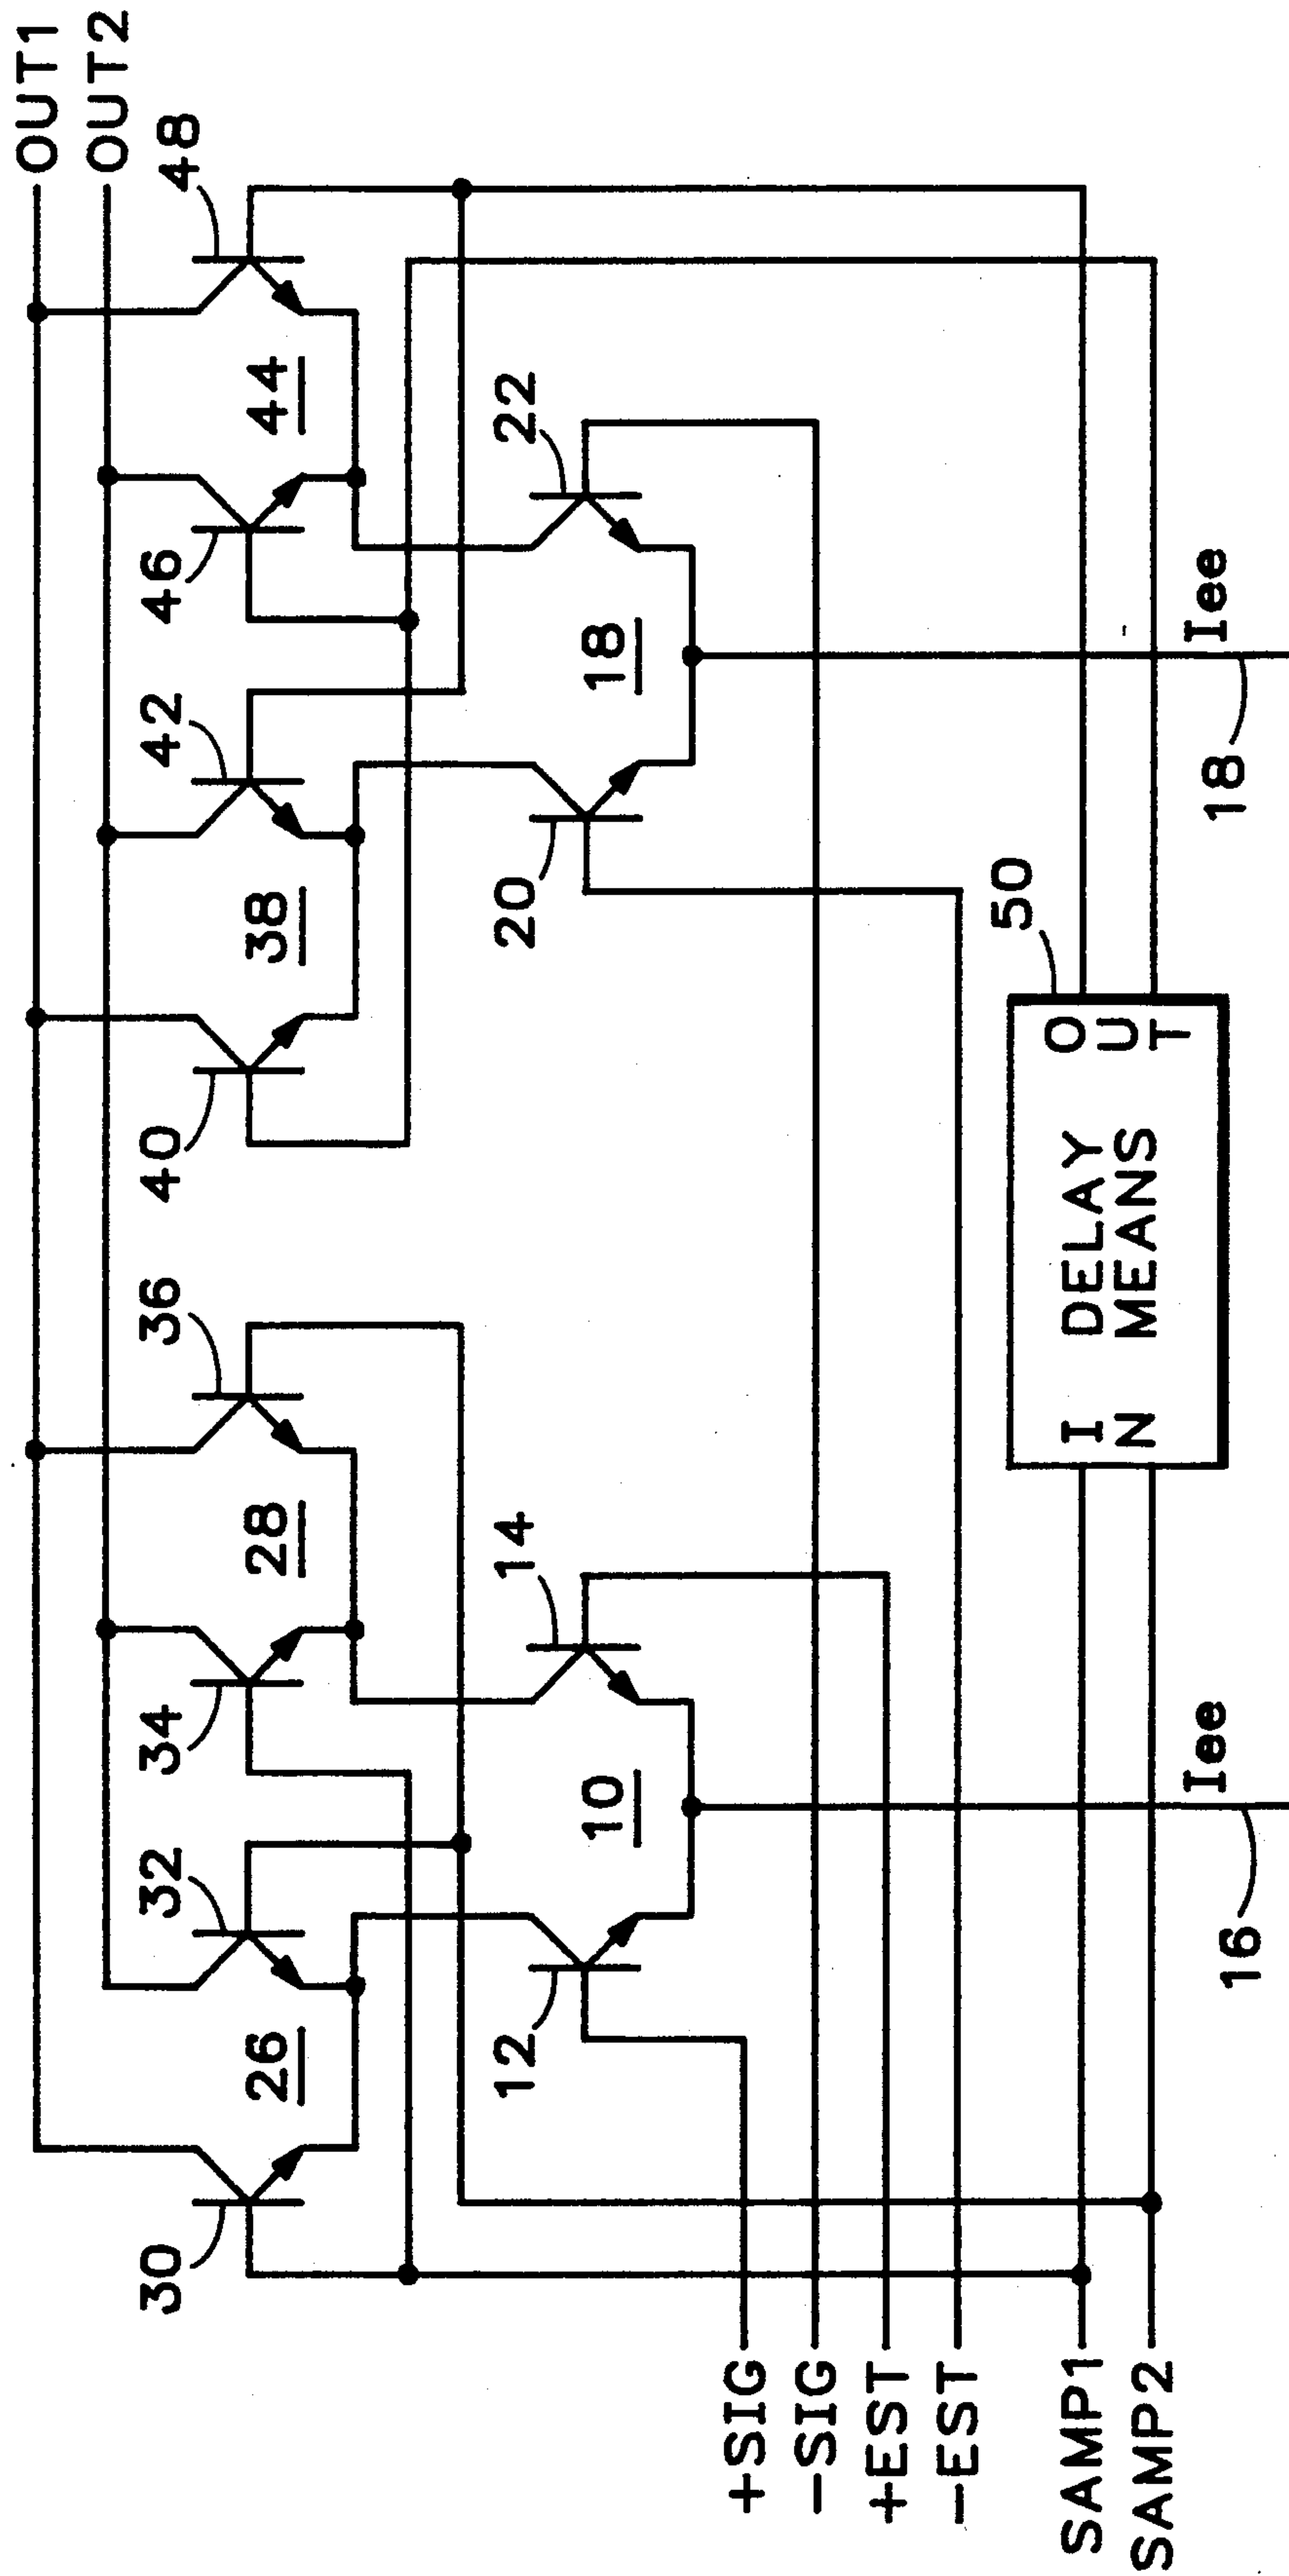 OUT1
OUT2
30
26
32
34
28
36
40
38
42
46
44
48
12
10
14
20
18
22
+SIG
-SIG
+EST
-EST
SAMP1
SAMP2
IN
DELAY
MEANS
OUT
50
16
Iee
18
Iee